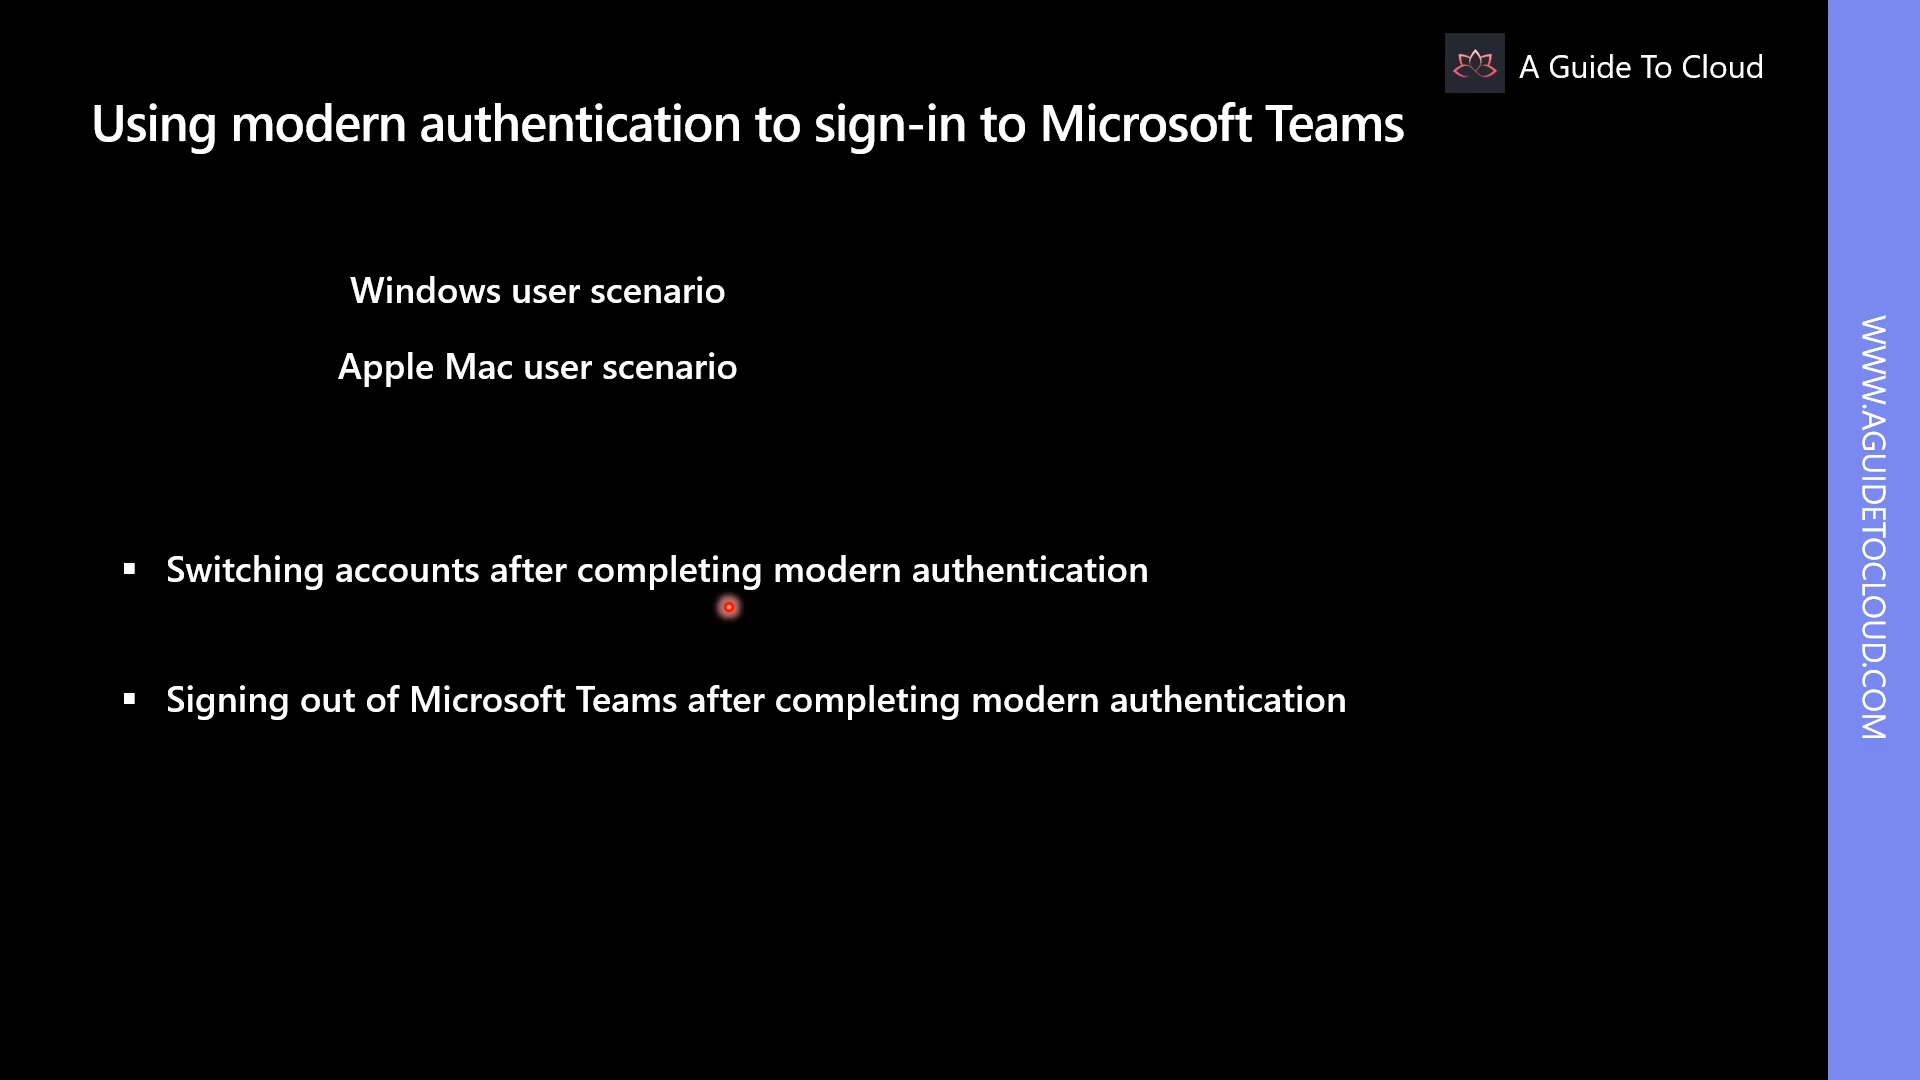 A Guide To Cloud
Using modern authentication to sign-in to Microsoft Teams
Windows user scenario
Apple Mac user scenario
▪ Switching accounts after completing modern authentication
▪ Signing out of Microsoft Teams after completing modern authentication
WWW.AGUIDETOCLOUD.COM